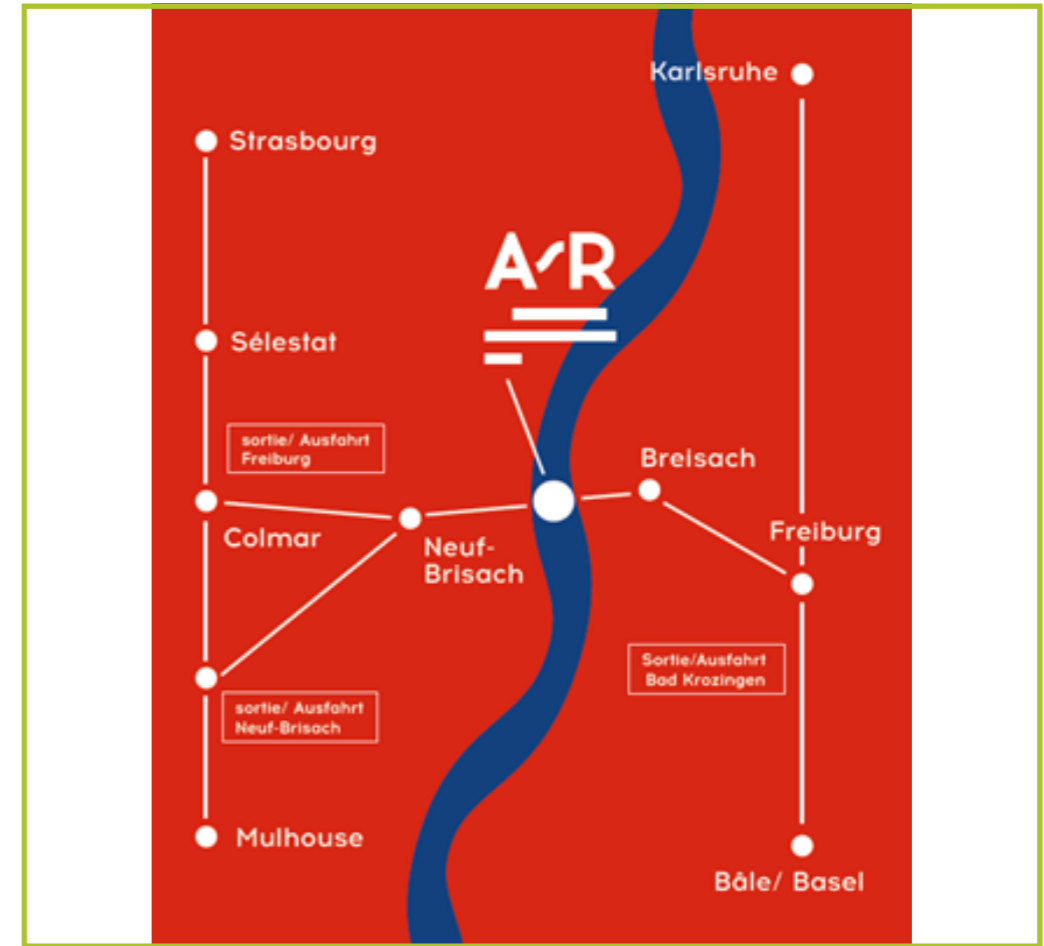 Karlsruhe
Strasbourg
A~R
Sélestat
sortie/ Ausfahrt
Freiburg
Breisach
Colmar
Neuf-
Brisach
Freiburg
Sortie/Ausfahrt
Bad Krozingen
sortie/ Ausfahrt
Neuf-Brisach
Mulhouse
Bâle/ Basel